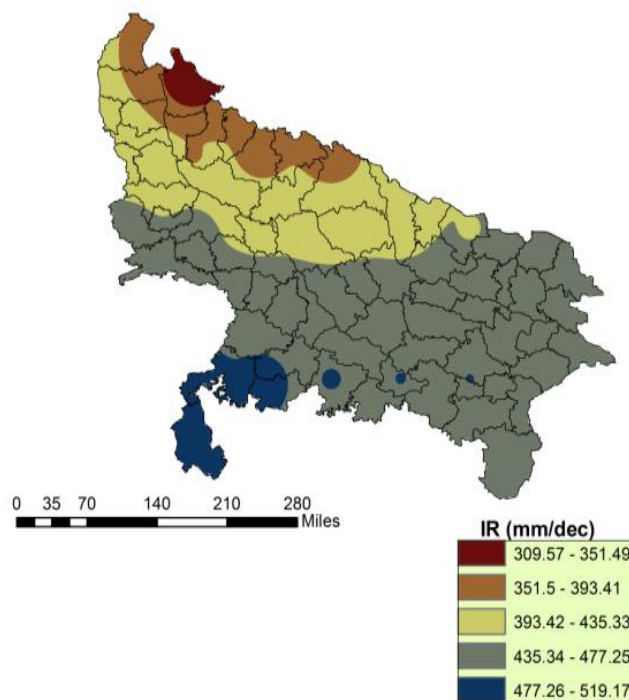 0 35 70 140 210 280
Miles
IR (mm/dec)
309.57 - 351.49
351.5 - 393.41
393.42 - 435.33
435.34 - 477.25
477.26 - 519.17